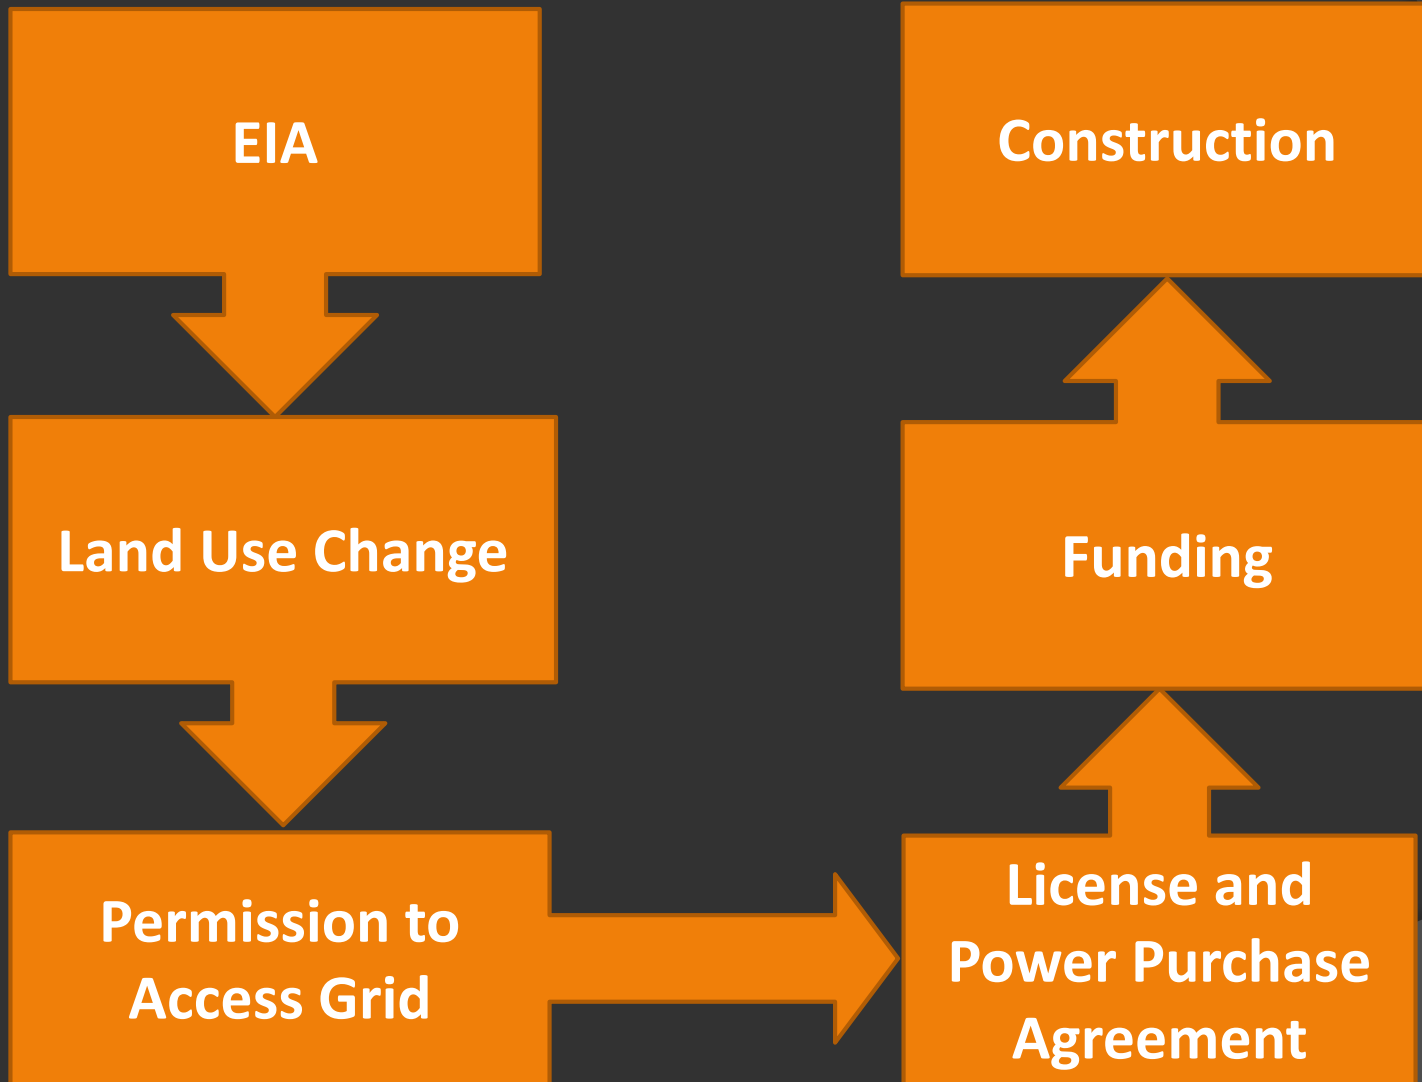 EIA
Land Use Change
Permission to
Access Grid
License and
Power Purchase
Agreement
Funding
Construction